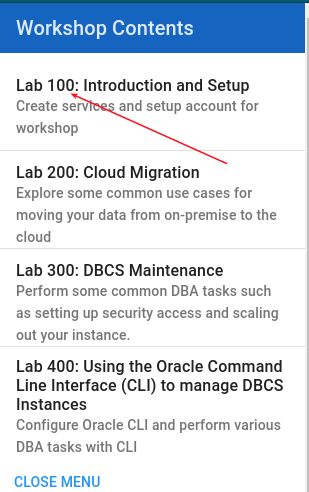 Workshop Contents
Lab 100: Introduction and Setup
Create services and setup account for
workshop
Lab 200: Cloud Migration
Explore some common use cases for
moving your data from on-premise to the
cloud
Lab 300: DBCS Maintenance
Perform some common DBA tasks such
as setting up security access and scaling
out your instance.
Lab 400: Using the Oracle Command
Line Interface (CLI) to manage DBCS
Instances
Configure Oracle CLI and perform various
DBA tasks with CLI
CLOSE MENU